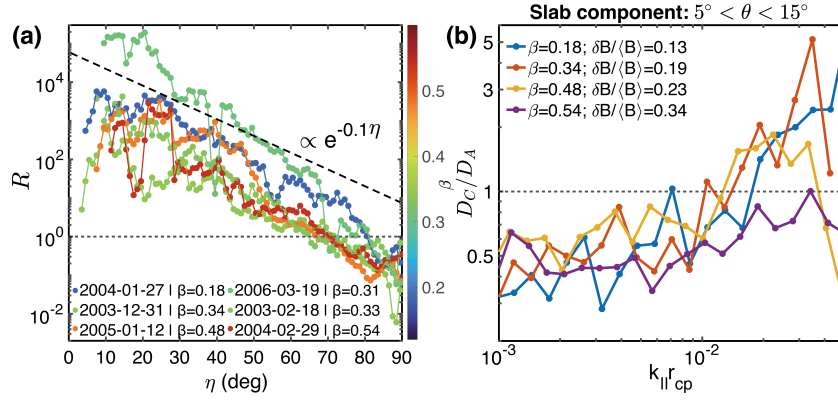 (a)
R
10^4
10^2
10^0
10^-2
∝ e^-0.1η
2004-01-27 | β=0.18
2006-03-19 | β=0.31
2003-12-31 | β=0.34
2003-02-18 | β=0.33
2005-01-12 | β=0.48
2004-02-29 | β=0.54
0 10 20 30 40 50 60 70 80 90
η (deg)
0.5
0.4
0.3
0.2
β
(b)
Slab component: 5° < θ < 15°
D_C/D_A
5
3
1
0.5
β=0.18; δB/⟨B⟩=0.13
β=0.34; δB/⟨B⟩=0.19
β=0.48; δB/⟨B⟩=0.23
β=0.54; δB/⟨B⟩=0.34
10^-3 10^-2
k_|| r_cp